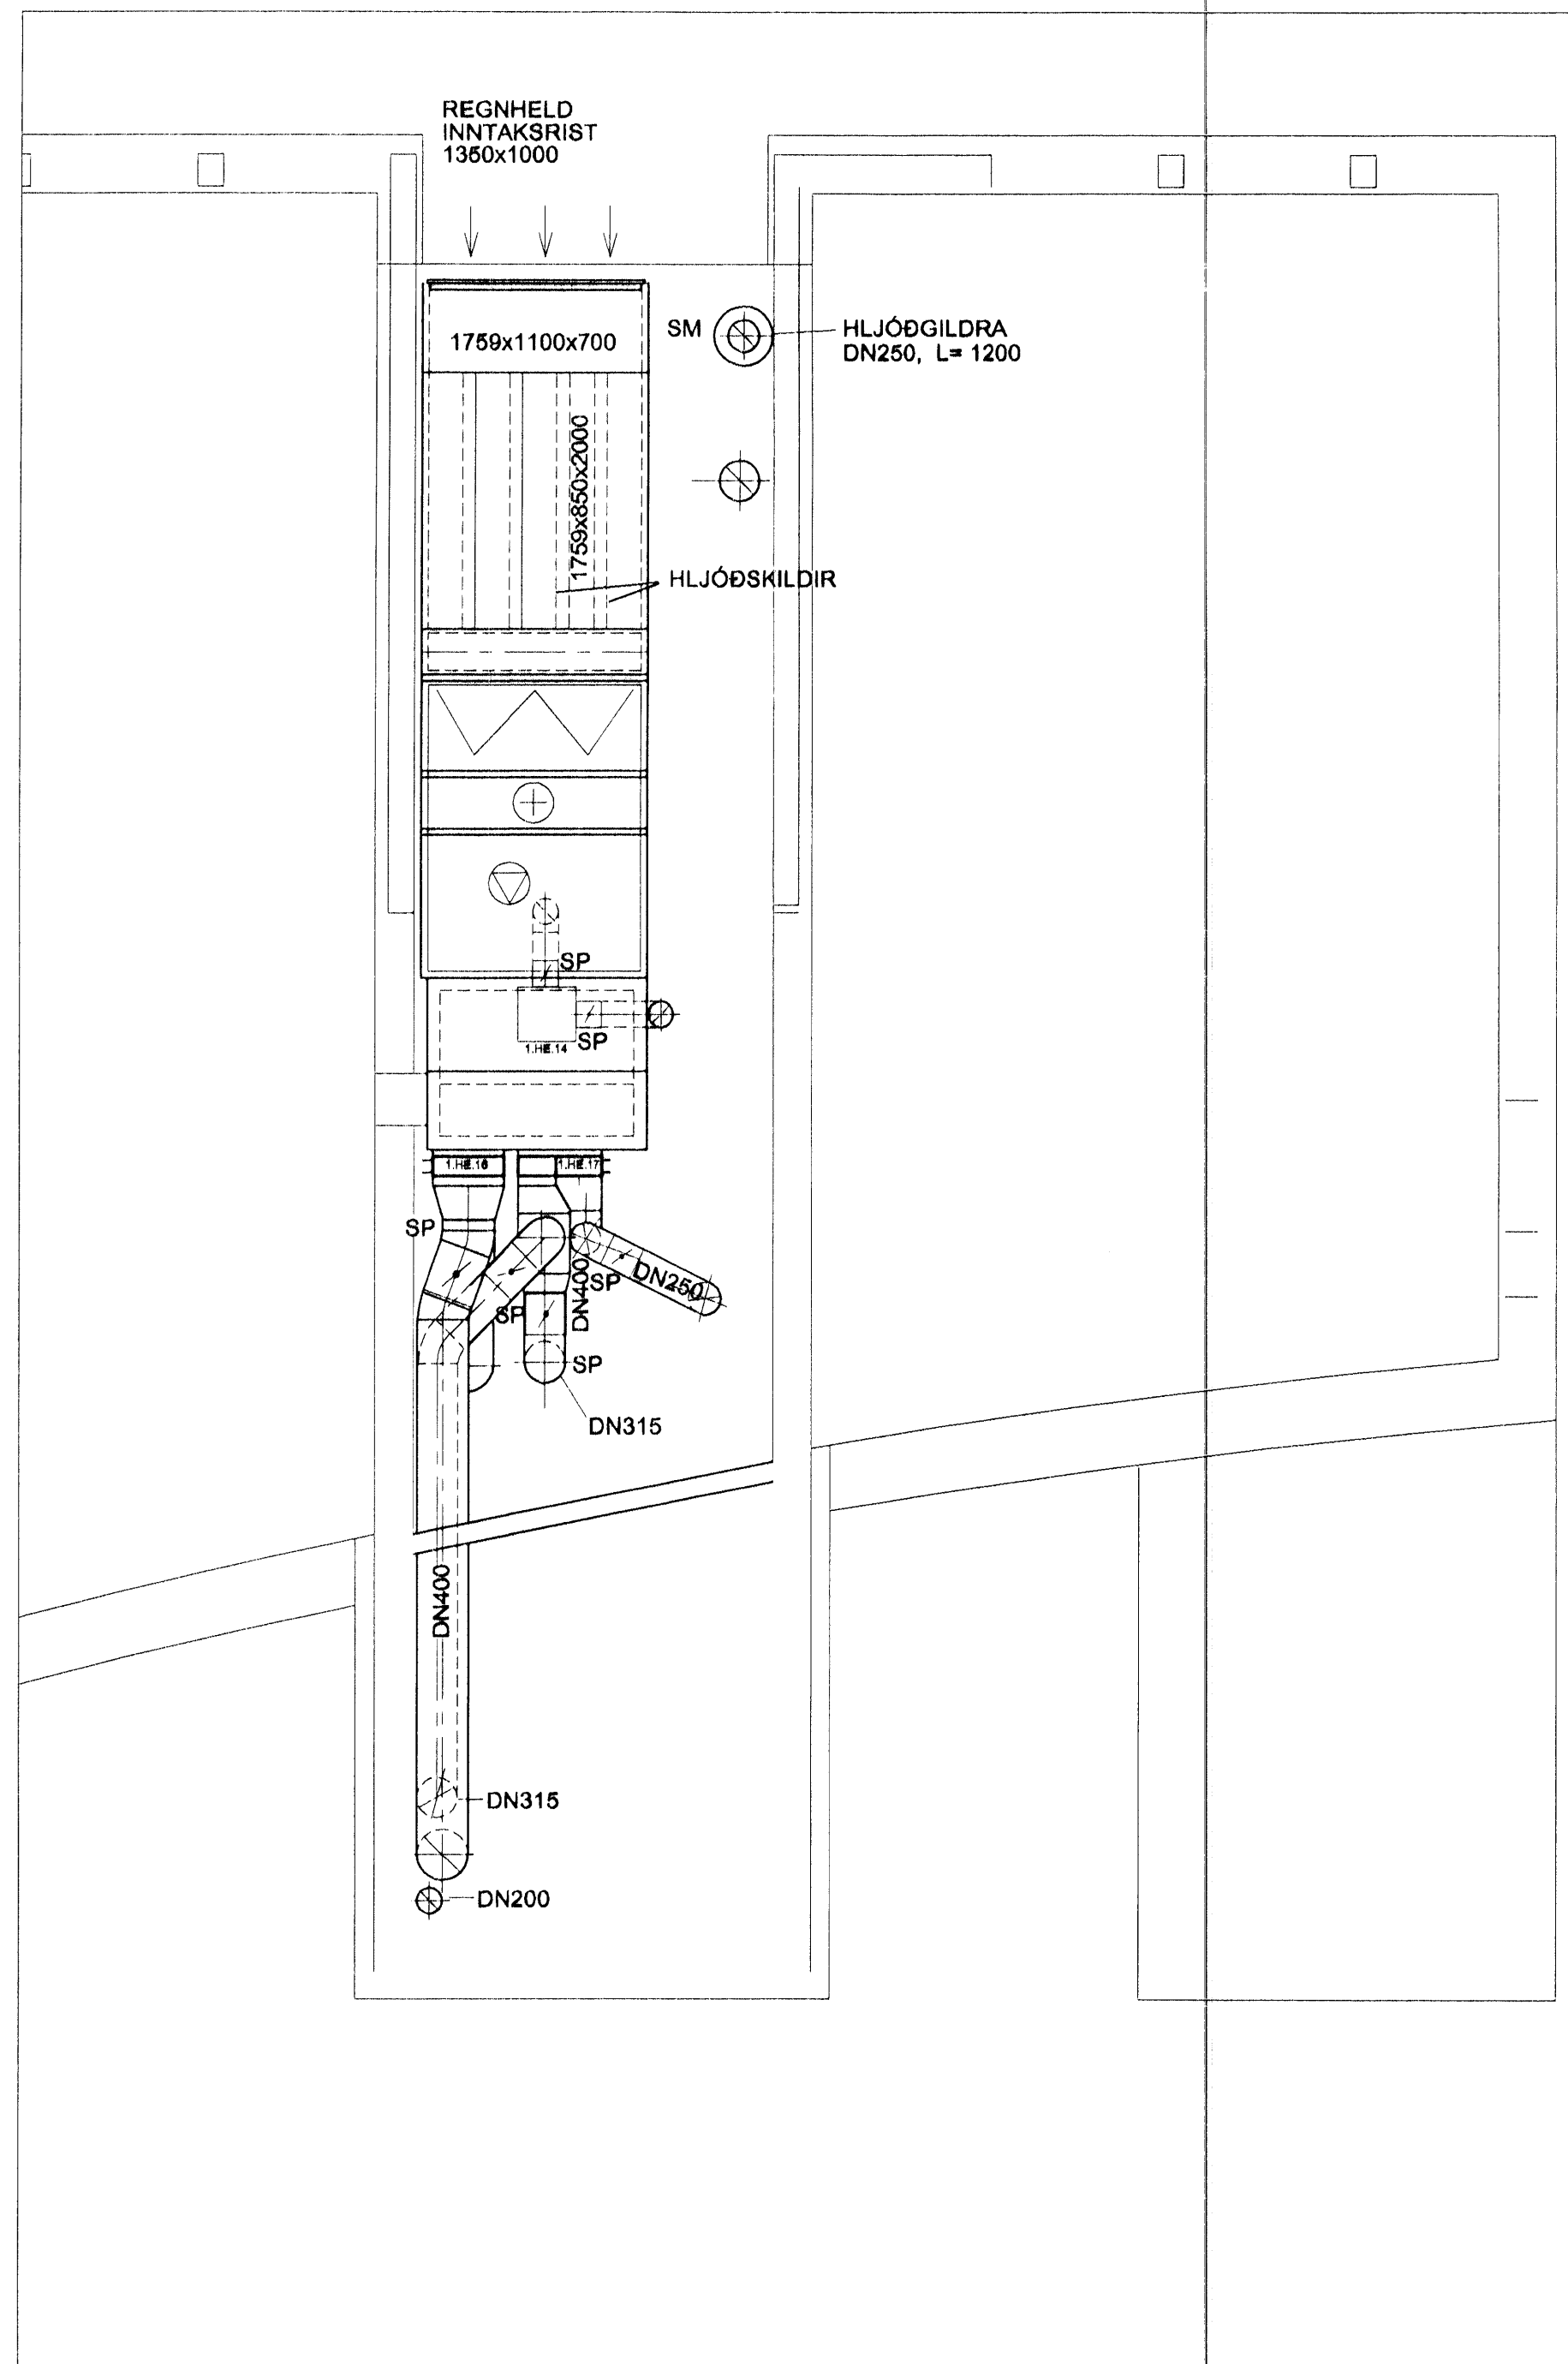 REGNHELD
INNTAKSRIST
1350x1000
1759x1100x700
SM
HLJÓÐGILDRA
DN250, L= 1200
1759x850x2000
HLJÓÐSKILDIR
SP
SP
1.HE.14
1.HE.16
1.HE.17
SP
DN400
SP
DN250
SP
SP
DN315
DN400
DN315
DN200